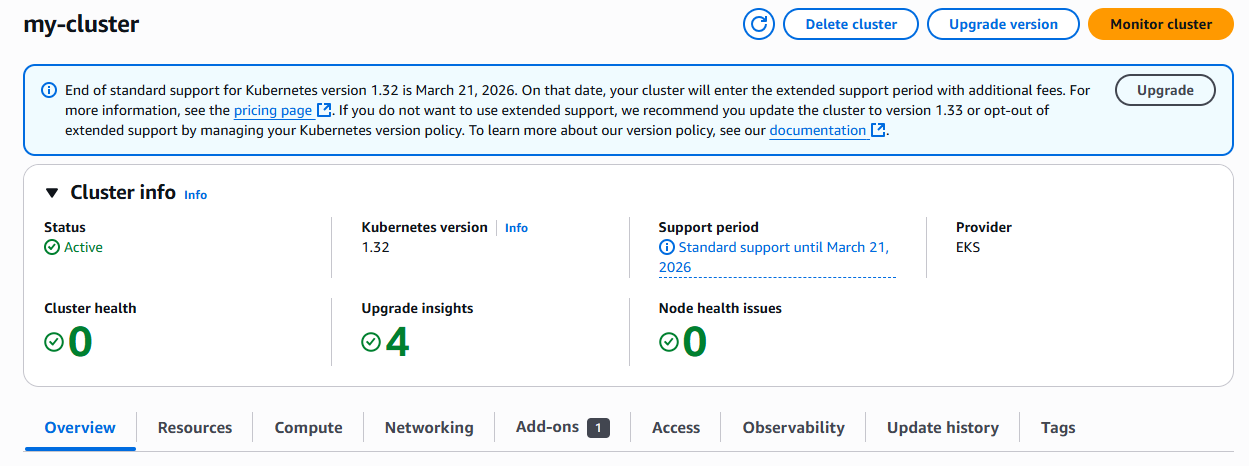 my-cluster
Delete cluster
Upgrade version
Monitor cluster
End of standard support for Kubernetes version 1.32 is March 21, 2026. On that date, your cluster will enter the extended support period with additional fees. For
more information, see the pricing page. If you do not want to use extended support, we recommend you update the cluster to version 1.33 or opt-out of
extended support by managing your Kubernetes version policy. To learn more about our version policy, see our documentation.
Upgrade
Cluster info Info
Status
Active
Kubernetes version Info
1.32
Support period
Standard support until March 21,
2026
Provider
EKS
Cluster health
0
Upgrade insights
4
Node health issues
0
Overview
Resources
Compute
Networking
Add-ons 1
Access
Observability
Update history
Tags